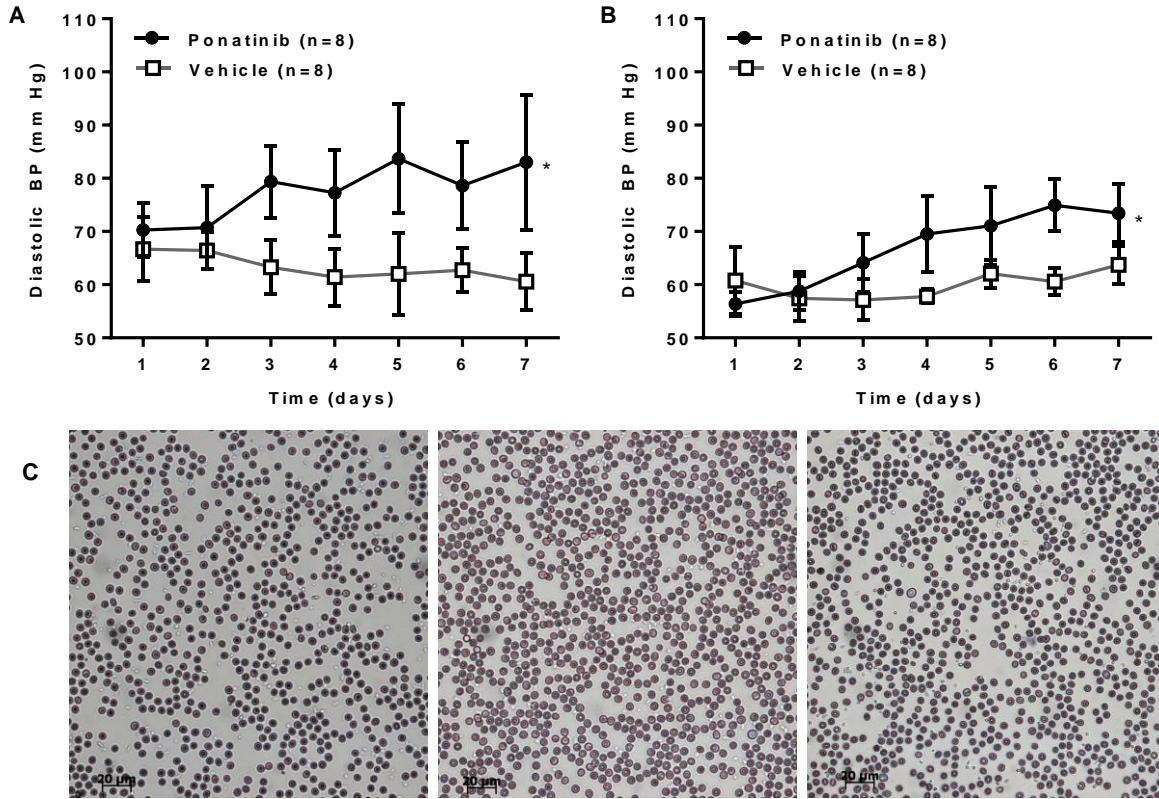 A
Ponatinib (n=8)
Vehicle (n=8)
110
100
90
80
70
60
50
Diastolic BP (mm Hg)
*
1 2 3 4 5 6 7
Time (days)
B
Ponatinib (n=8)
Vehicle (n=8)
110
100
90
80
70
60
50
Diastolic BP (mm Hg)
*
1 2 3 4 5 6 7
Time (days)
C
20 µm
20 µm
20 µm